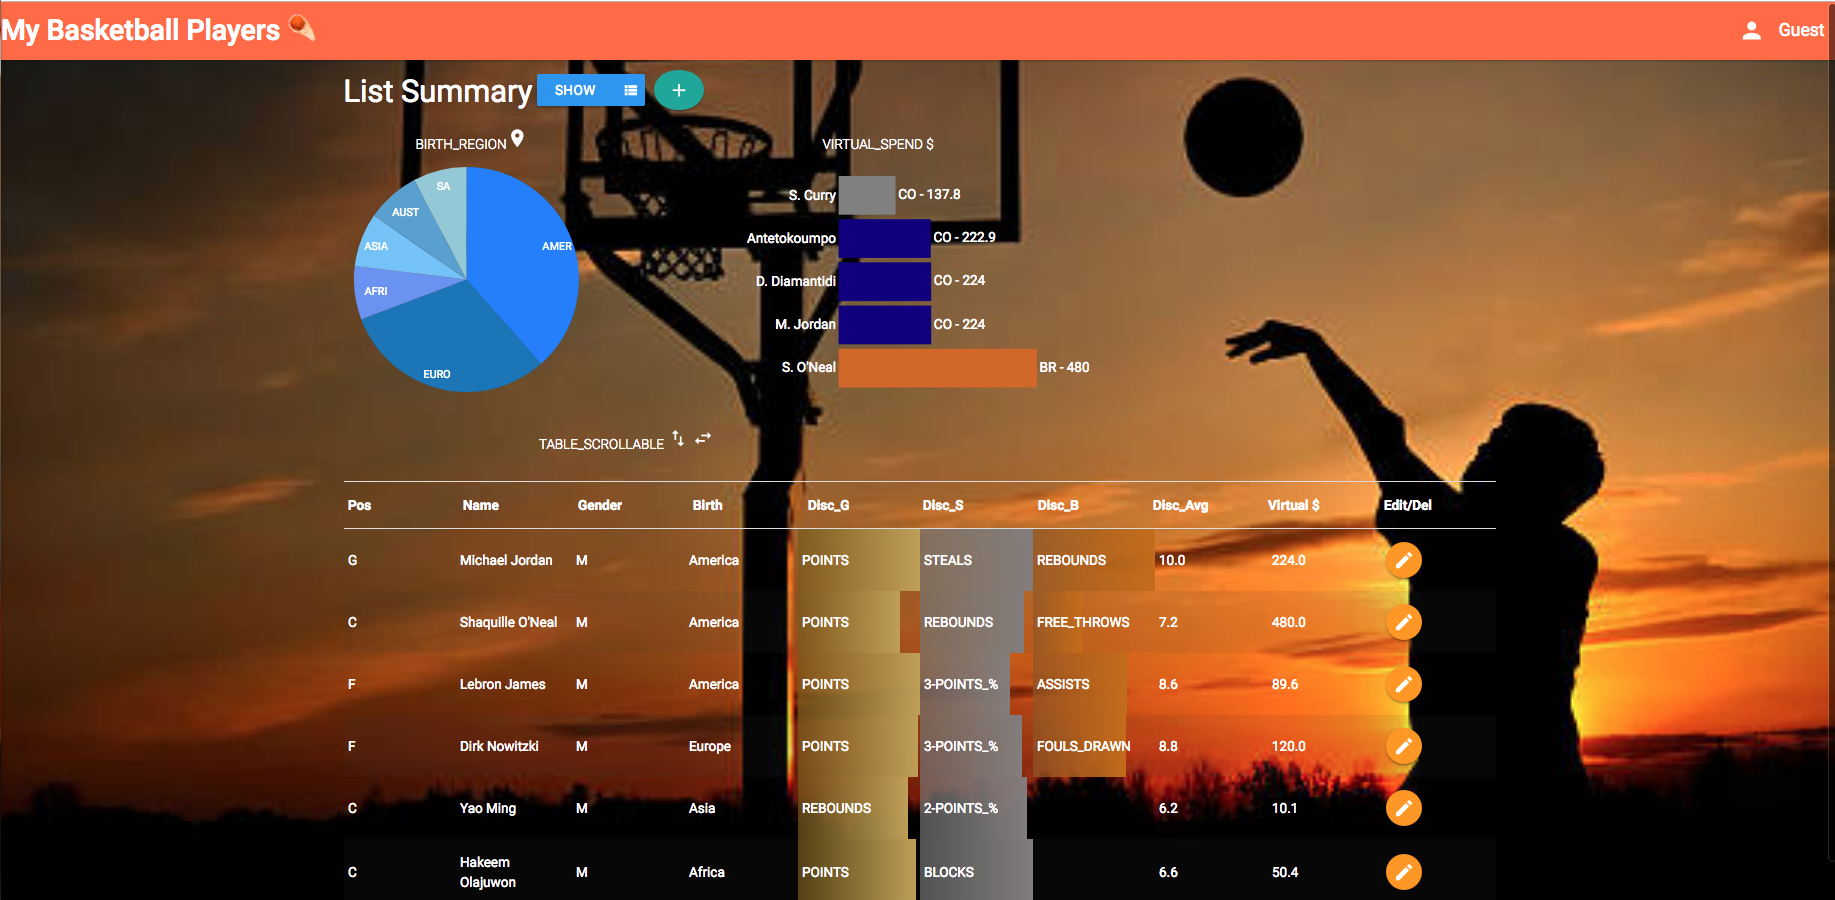 My Basketball Players
Guest
List Summary
SHOW
BIRTH_REGION
SA
AUST
ASIA
AMER
AFRI
EURO
VIRTUAL_SPEND $
S. Curry CO - 137.8
Antetokoumpo CO - 222.9
D. Diamantidi CO - 224
M. Jordan CO - 224
S. O'Neal BR - 480
TABLE_SCROLLABLE
Pos Name Gender Birth Disc_G Disc_S Disc_B Disc_Avg Virtual $ Edit/Del
G Michael Jordan M America POINTS STEALS REBOUNDS 10.0 224.0
C Shaquille O'Neal M America POINTS REBOUNDS FREE_THROWS 7.2 480.0
F Lebron James M America POINTS 3-POINTS_% ASSISTS 8.6 89.6
F Dirk Nowitzki M Europe POINTS 3-POINTS_% FOULS_DRAWN 8.8 120.0
C Yao Ming M Asia REBOUNDS 2-POINTS_% 6.2 10.1
C Hakeem Olajuwon M Africa POINTS BLOCKS 6.6 50.4